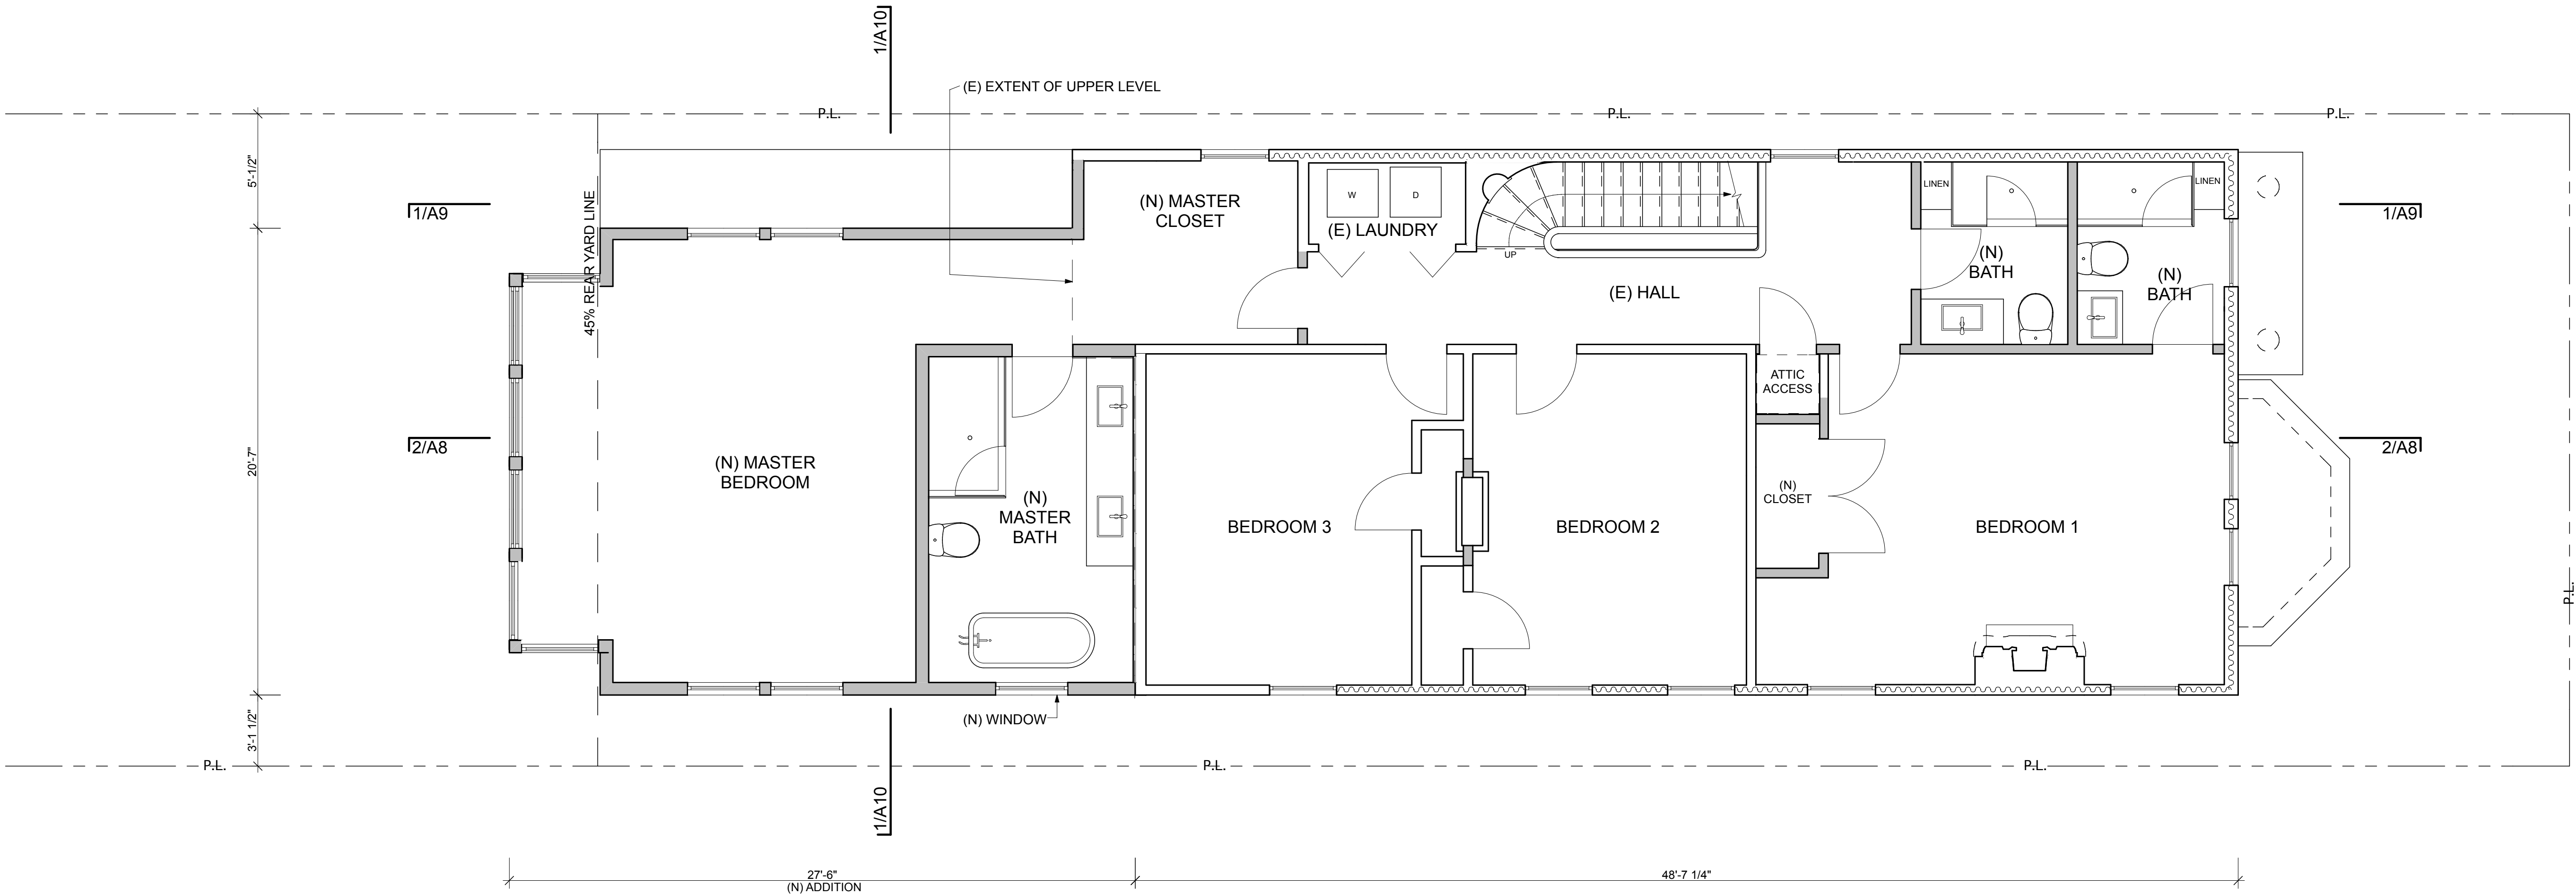 1/A10
(E) EXTENT OF UPPER LEVEL
P.L.
P.L.
P.L.
5'-1/2"
45% REAR YARD LINE
1/A9
(N) MASTER
CLOSET
W
D
(E) LAUNDRY
UP
(E) HALL
LINEN
(N)
BATH
LINEN
(N)
BATH
1/A9
20'-7"
2/A8
(N) MASTER
BEDROOM
(N)
MASTER
BATH
BEDROOM 3
BEDROOM 2
ATTIC
ACCESS
(N)
CLOSET
BEDROOM 1
2/A8
P.L.
3'-1 1/2"
(N) WINDOW
P.L.
P.L.
P.L.
1/A10
27'-6"
(N) ADDITION
48'-7 1/4"